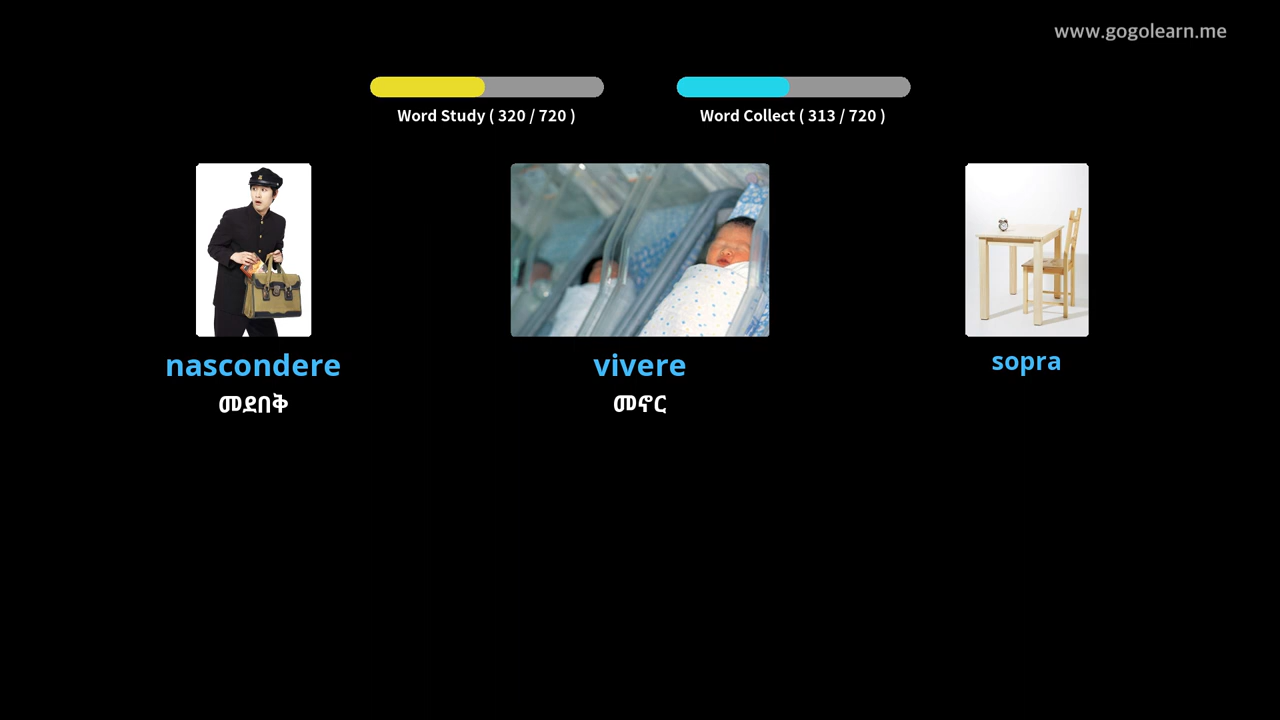 www.gogolearn.me
Word Study ( 320 / 720 )
Word Collect ( 313 / 720 )
nascondere
መደበቅ
vivere
መኖር
sopra